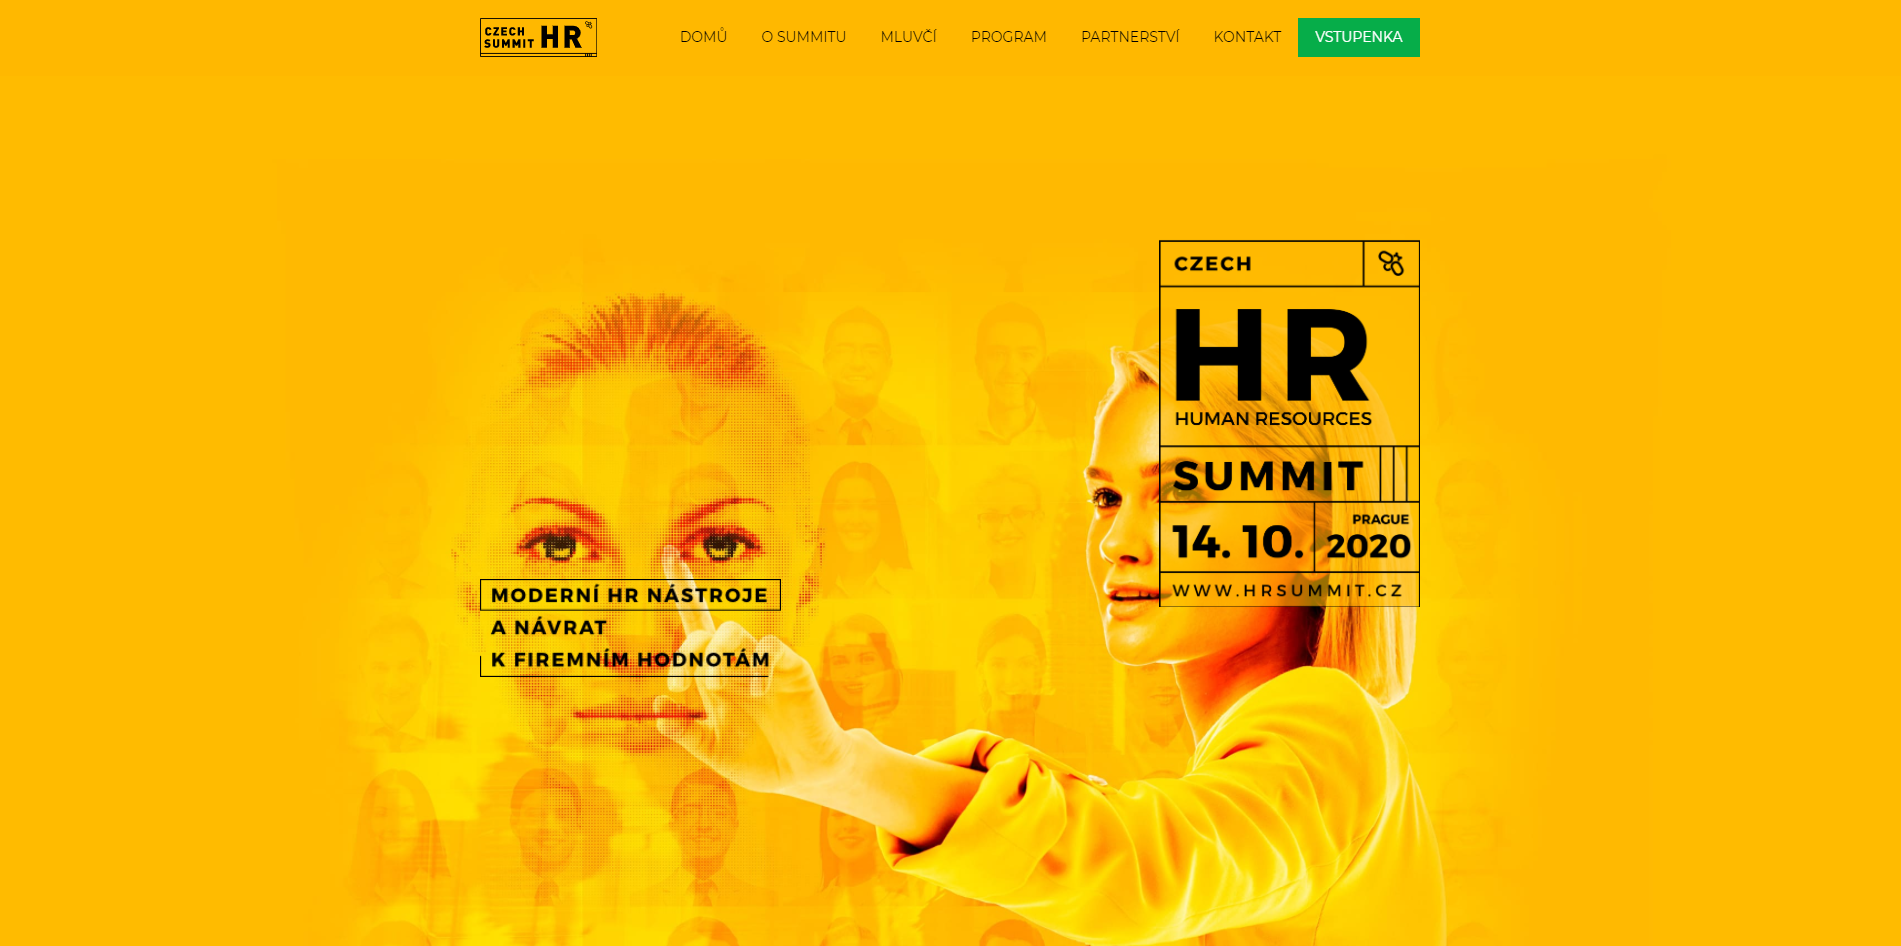 CZECH
SUMMIT HR
DOMŮ O SUMMITU MLUVČÍ PROGRAM PARTNERSTVÍ KONTAKT VSTUPENKA
CZECH
HR
HUMAN RESOURCES
SUMMIT
14. 10. PRAGUE 2020
WWW.HRSUMMIT.CZ
MODERNÍ HR NÁSTROJE
A NÁVRAT
K FIREMNÍM HODNOTÁM